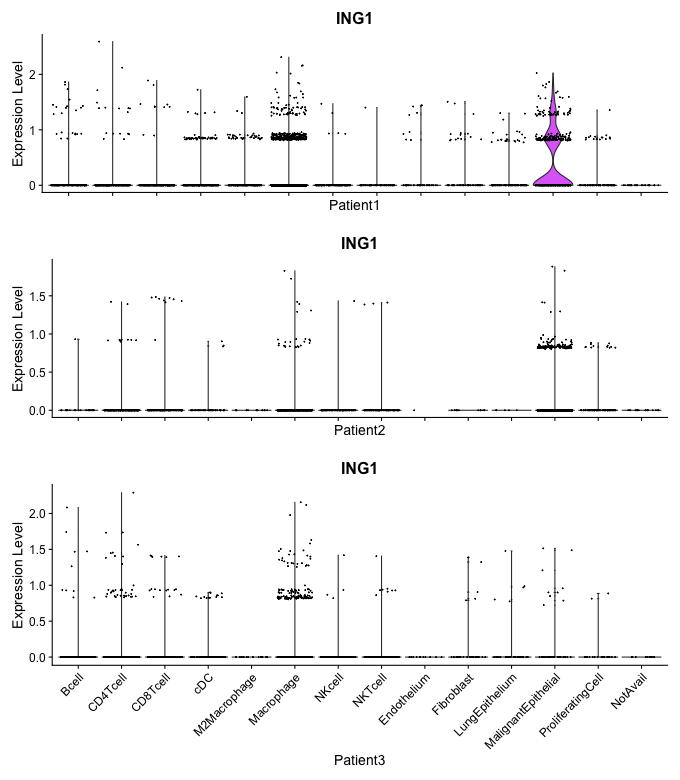 ING1
Expression Level
2
1
0
Patient1
ING1
Expression Level
1.5
1.0
0.5
0.0
Patient2
ING1
Expression Level
2.0
1.5
1.0
0.5
0.0
Bcell
CD4Tcell
CD8Tcell
cDC
M2Macrophage
Macrophage
NKcell
NKTcell
Endothelium
Fibroblast
LungEpithelium
MalignantEpithelial
ProliferatingCell
NotAvail
Patient3